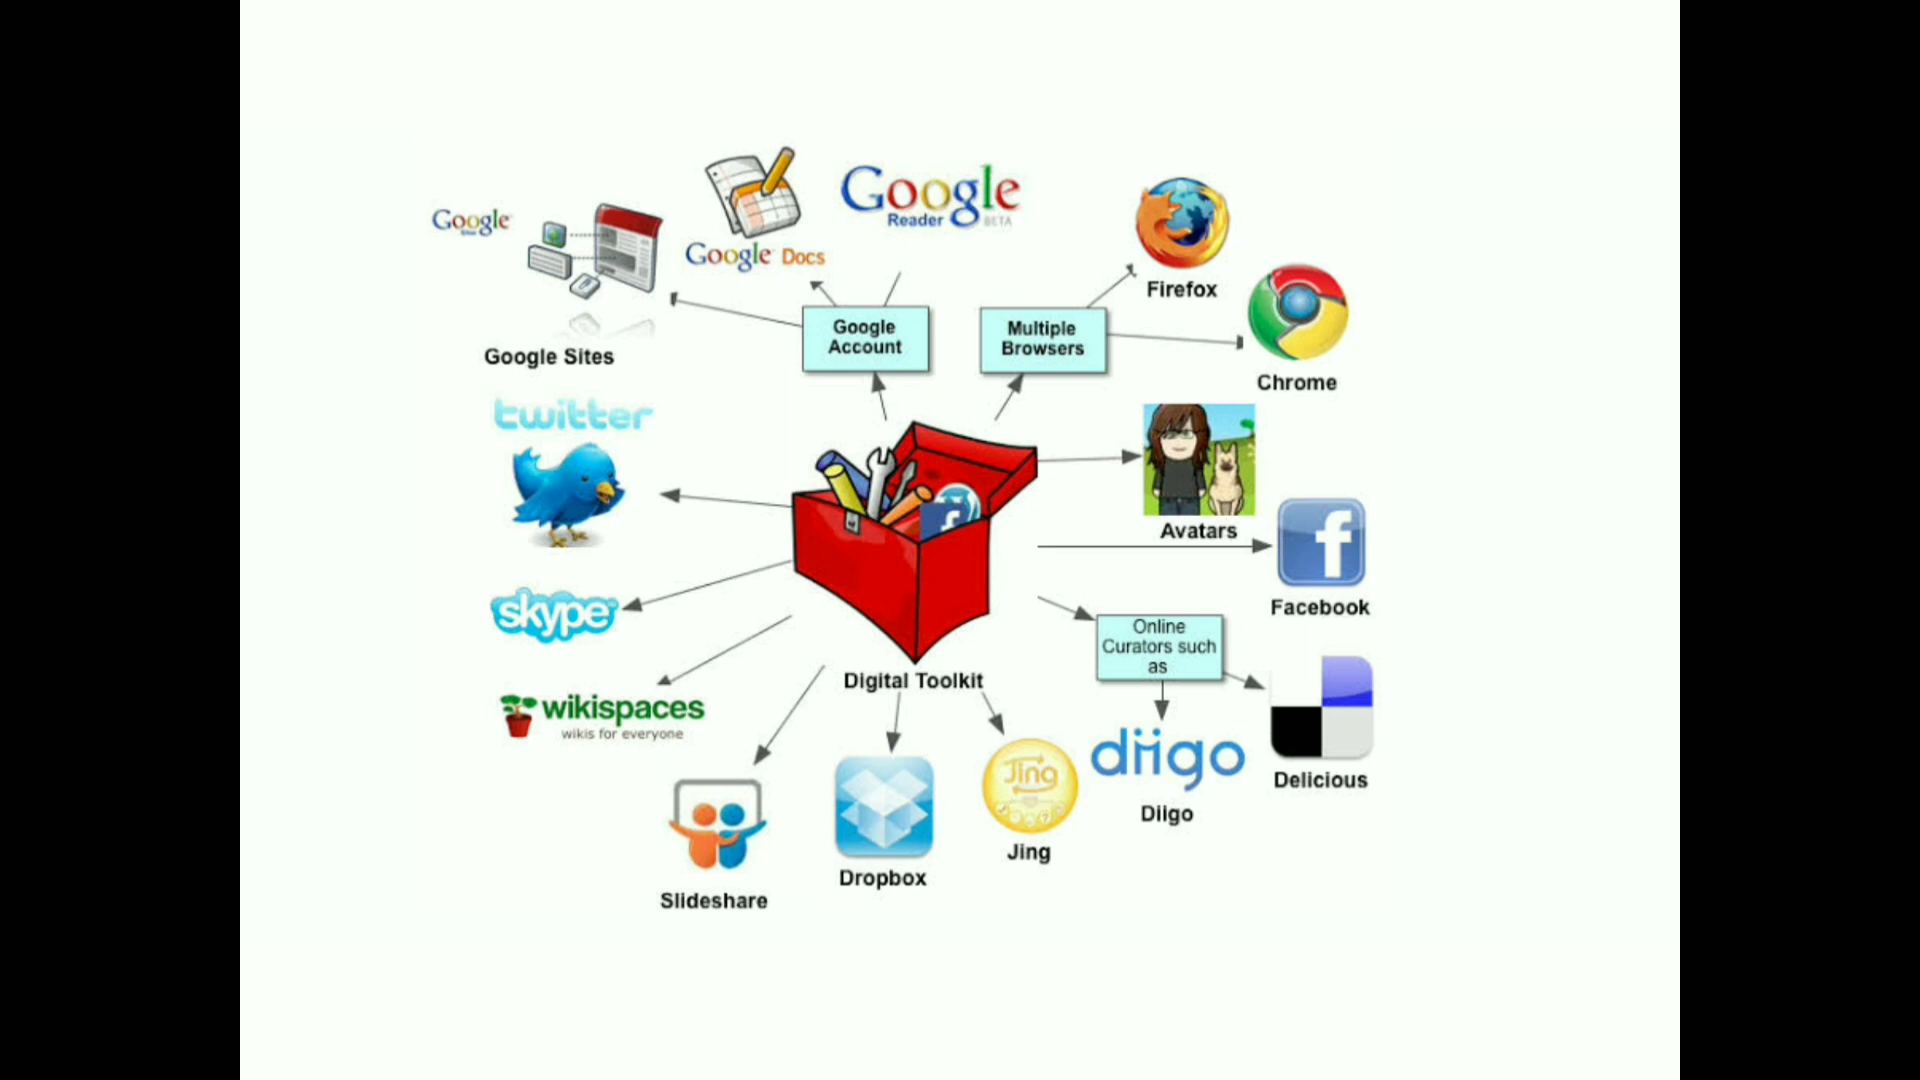 Google
Reader BETA
Google
Google Docs
Firefox
Google
Account
Multiple
Browsers
Google Sites
Chrome
twitter
Avatars
skype
Facebook
Online
Curators such
as
Digital Toolkit
wikispaces
wikis for everyone
Jing
diigo
Delicious
Diigo
Jing
Dropbox
Slideshare